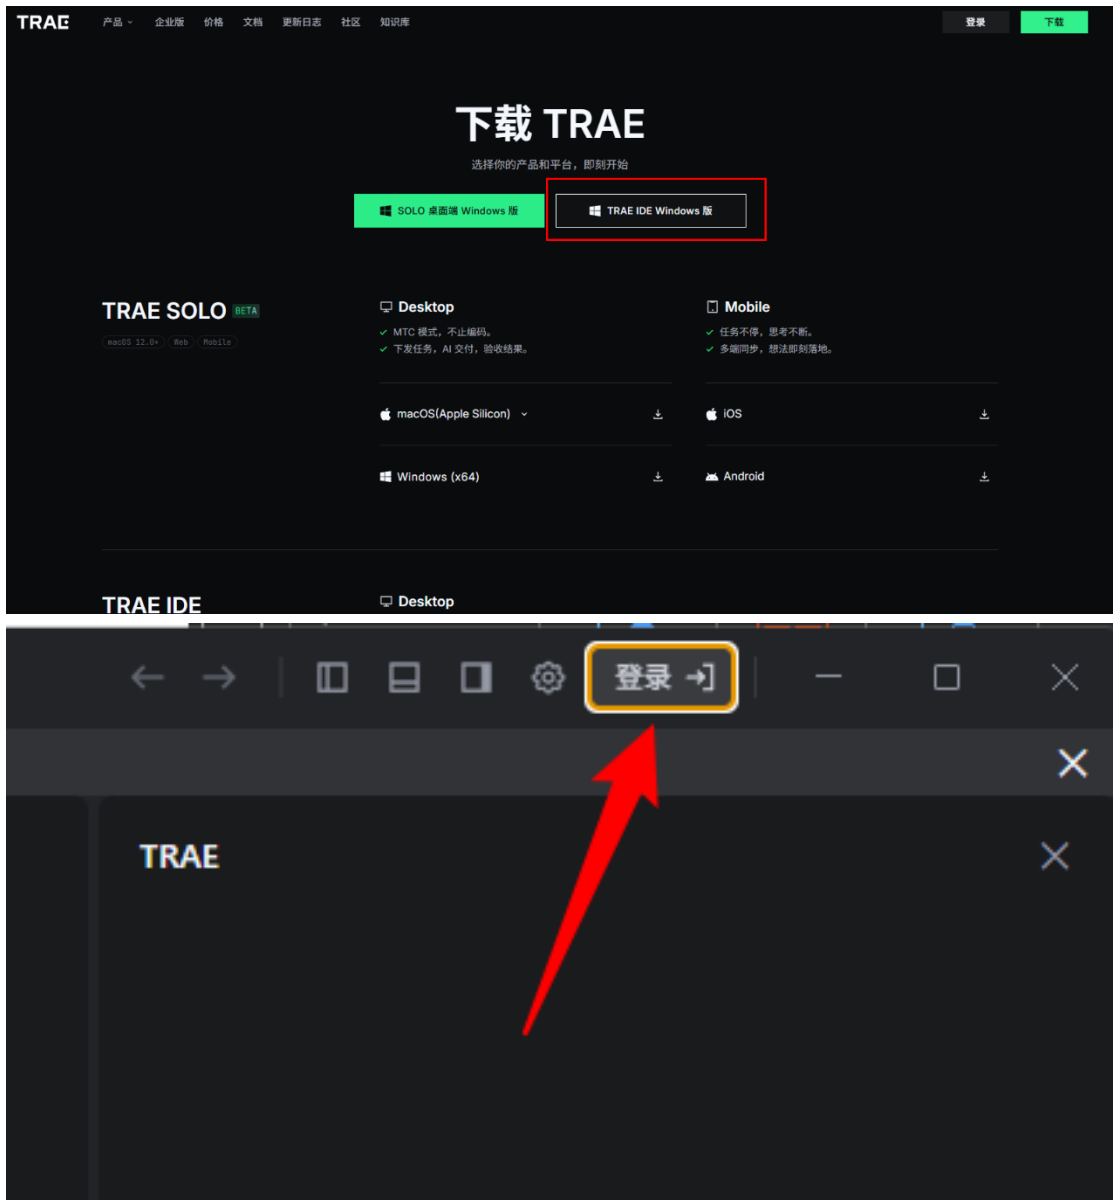 TRAE 产品 企业版 价格 文档 更新日志 社区 知识库 登录 下载
下载 TRAE
选择你的产品和平台，即刻开始
SOLO 桌面端 Windows 版 TRAE IDE Windows 版
TRAE SOLO BETA
macOS 12.0+ Web Mobile
Desktop
MTC 模式，不止编码。
下发任务，AI 交付，验收结果。
macOS(Apple Silicon)
Windows (x64)
Mobile
任务不停，思考不断。
多端同步，想法即刻落地。
iOS
Android
TRAE IDE
Desktop
登录
TRAE